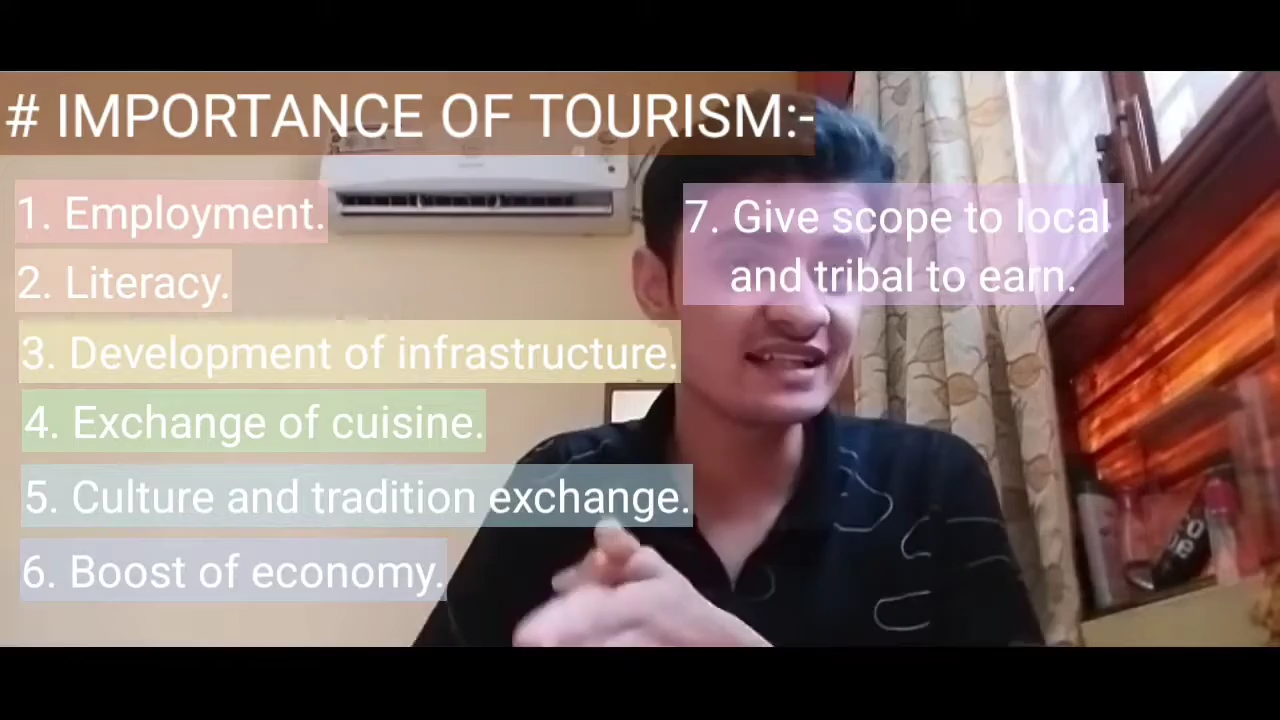 # IMPORTANCE OF TOURISM:-
1. Employment.
2. Literacy.
3. Development of infrastructure.
4. Exchange of cuisine.
5. Culture and tradition exchange.
6. Boost of economy.
7. Give scope to local
and tribal to earn.